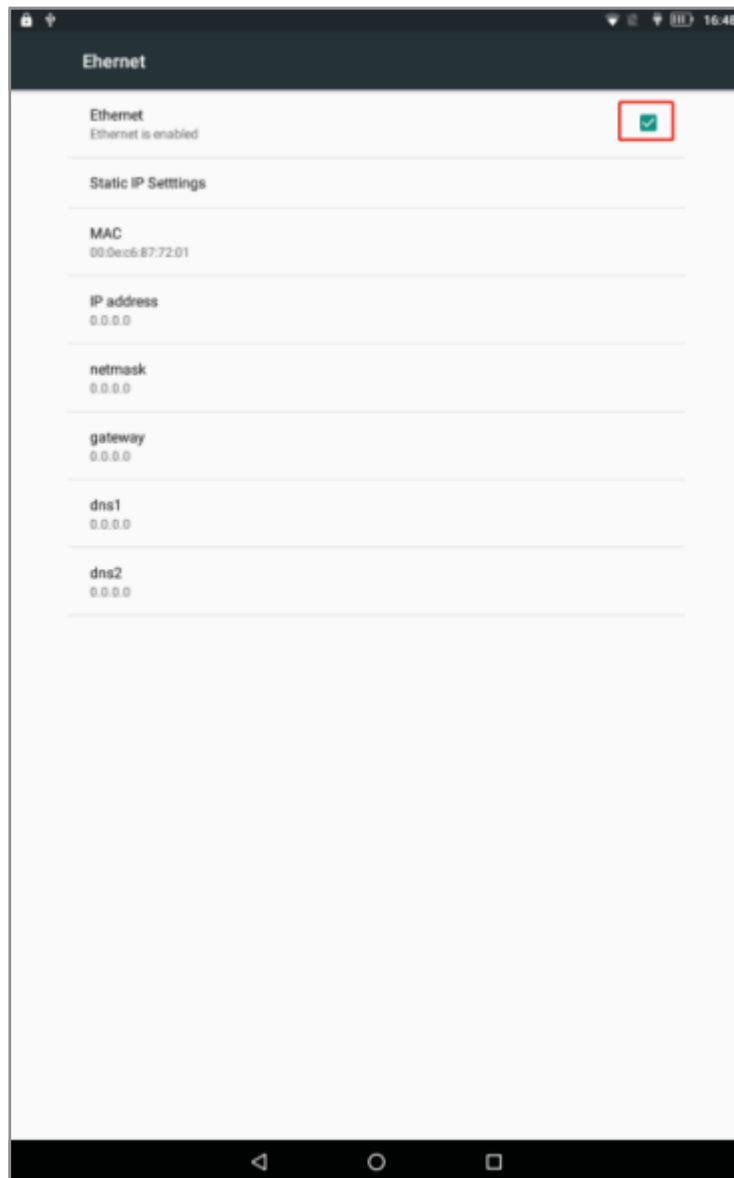 16:48
Ehernet
Ethernet
Ethernet is enabled
Static IP Setttings
MAC
00:0e:c6:87:72:01
IP address
0.0.0.0
netmask
0.0.0.0
gateway
0.0.0.0
dns1
0.0.0.0
dns2
0.0.0.0